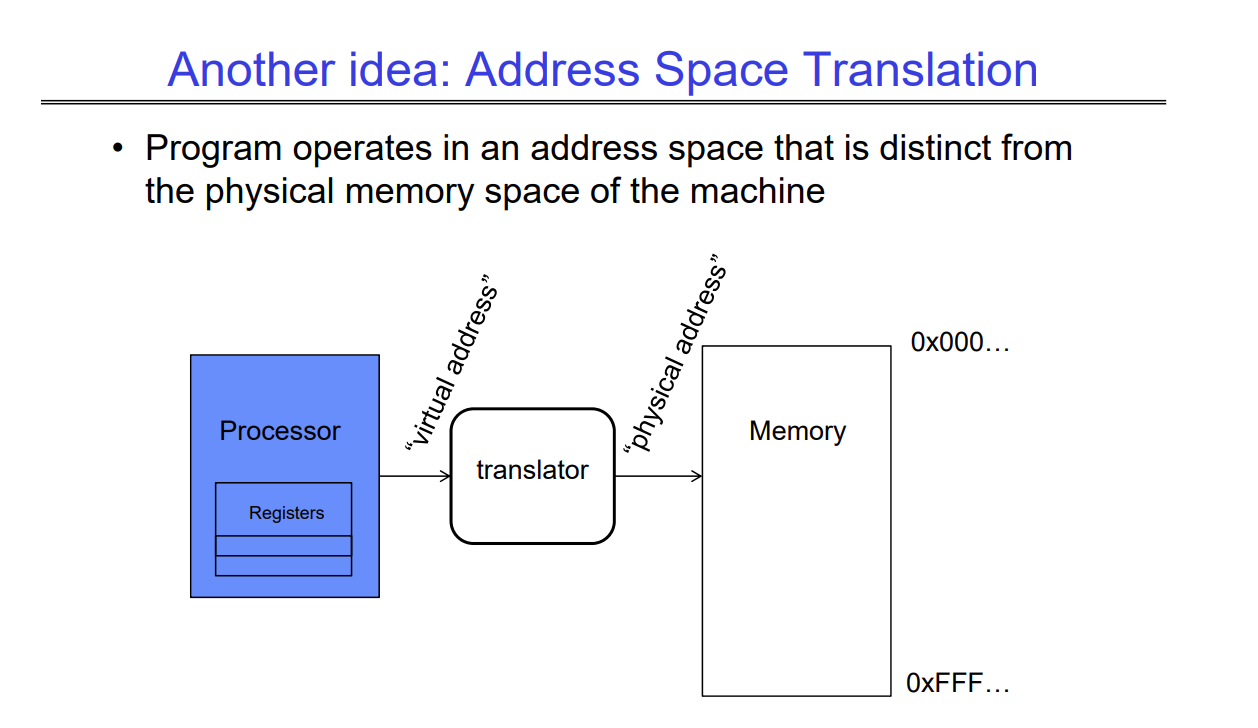 Another idea: Address Space Translation
• Program operates in an address space that is distinct from
the physical memory space of the machine
“virtual address”
“physical address”
0x000…
Processor
translator
Memory
Registers
0xFFF…